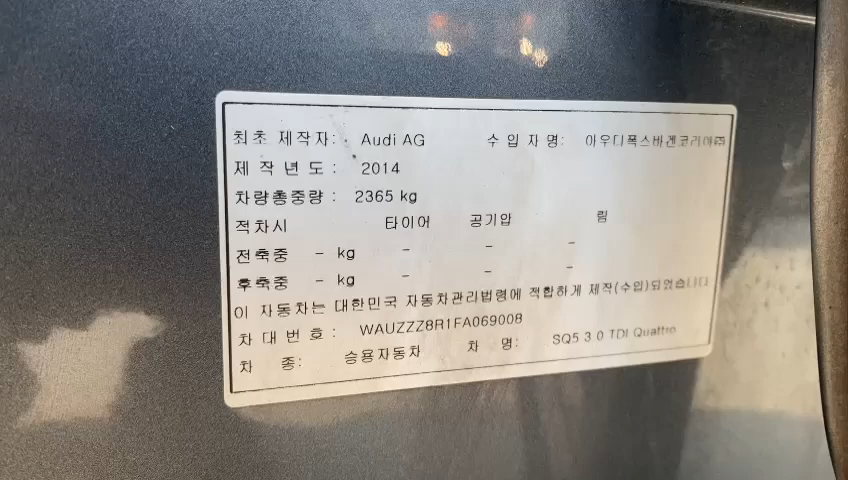 최초 제작자: Audi AG 수 입 자 명: 아우디폭스바겐코리아㈜
제 작 년 도 : 2014
차량총중량 : 2365 kg
적차시 타이어 공기압 림
전축중 - kg - - -
후축중 - kg - - -
이 자동차는 대한민국 자동차관리법령에 적합하게 제작(수입)되었습니다
차 대 번 호 : WAUZZZ8R1FA069008
차 종: 승용자동차 차 명: SQ5 3.0 TDI Quattro